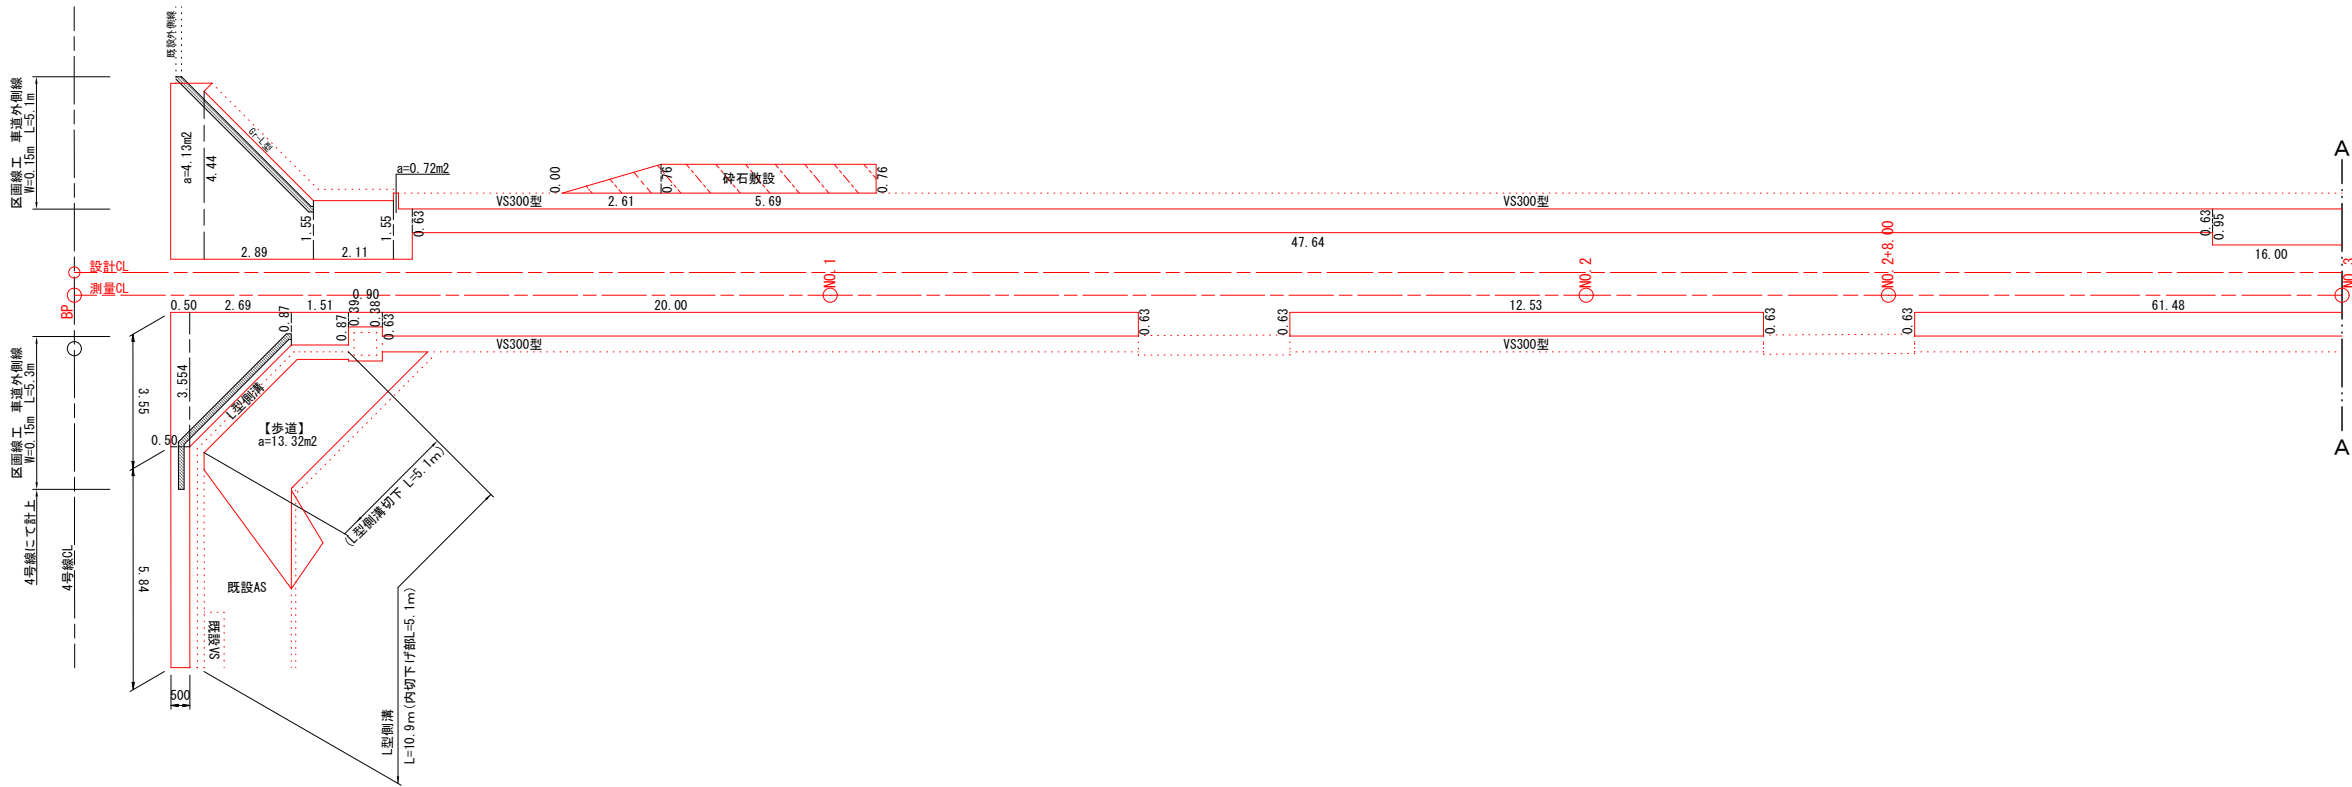 既設外側線
区画線工 車道外側線
W=0.15m L=5.1m
a=4.13m2
4.44
Gr-L型
a=0.72m2
1.55
1.55
0.63
2.89
2.11
0.00
0.76
碎石敷設
0.76
VS300型
2.61
5.69
VS300型
47.64
0.63
0.95
16.00
A
設計CL
測量CL
BP
NO.1
NO.2
NO.2+8.00
NO.3
0.50
2.69
0.87
1.51
0.90
0.39
0.38
0.87
0.63
20.00
0.63
0.63
12.53
0.63
0.63
61.48
VS300型
VS300型
区画線工 車道外側線
W=0.15m L=5.3m
3.55
3.554
0.50
L型側溝
【歩道】
a=13.32m2
(L型側溝切下 L=5.1m)
A
4号線にて計上
4号線CL
5.84
既設AS
既設VS
500
L型側溝
L=10.9m(内切下げ部L=5.1m)